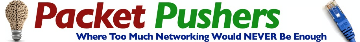 Packet Pushers
Where Too Much Networking Would NEVER Be Enough